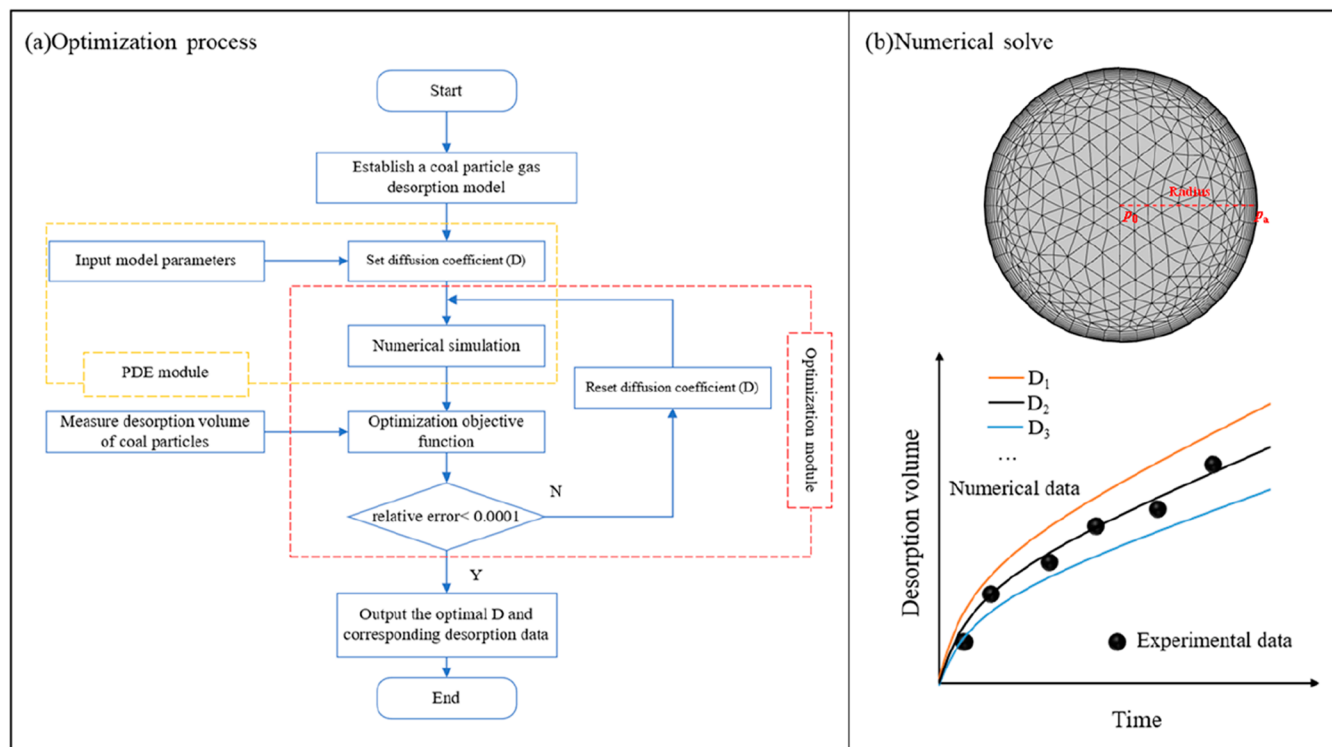 (a)Optimization process
Start
Establish a coal particle gas
desorption model
Input model parameters
Set diffusion coefficient (D)
Numerical simulation
PDE module
Reset diffusion coefficient (D)
Optimization module
Measure desorption volume
of coal particles
Optimization objective
function
N
relative error< 0.0001
Y
Output the optimal D and
corresponding desorption data
End
(b)Numerical solve
Radius
p0
pa
D1
D2
D3
...
Numerical data
Desorption volume
Experimental data
Time